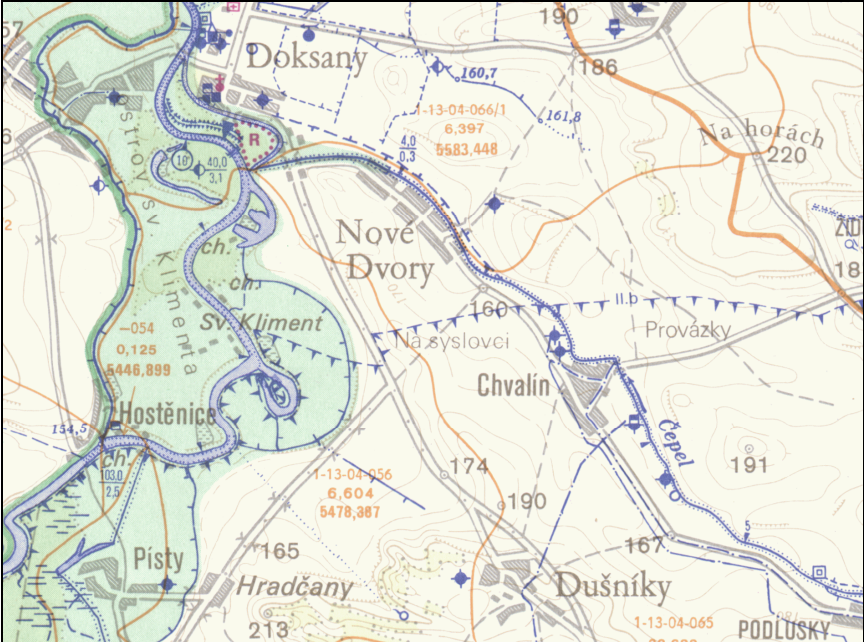 57
190
Doksany
160,7
186
161,8
1-13-04-066/1
6,397
5583,448
4,0
0,3
Na horách
220
R
10
40,0
3,1
Ostrov sv Klimenta
2
Nové
Dvory
ch.
ch.
ŽID
18
160
II.b
Sv. Kliment
Na syslovci
Provázky
-054
0,125
5446,899
Chvalín
Hostěnice
154,5
Čepel
ch.
103,0
2,5
1-13-04-056
6,604
5478,387
174
191
190
5
167
165
Písty
Hradčany
Dušníky
213
1-13-04-065
PODLUSKY